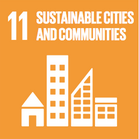 11 SUSTAINABLE CITIES
AND COMMUNITIES